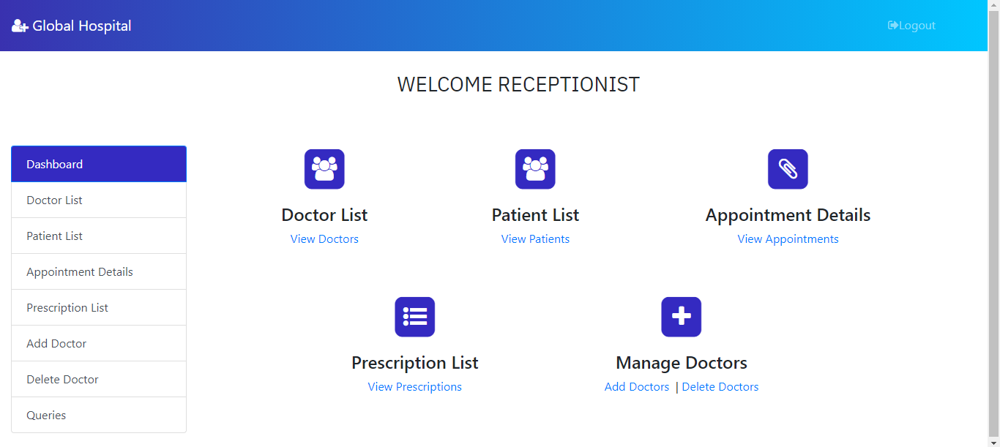 Global Hospital
Logout
WELCOME RECEPTIONIST
Dashboard
Doctor List
Patient List
Appointment Details
Prescription List
Add Doctor
Delete Doctor
Queries
Doctor List
View Doctors
Patient List
View Patients
Appointment Details
View Appointments
Prescription List
View Prescriptions
Manage Doctors
Add Doctors | Delete Doctors